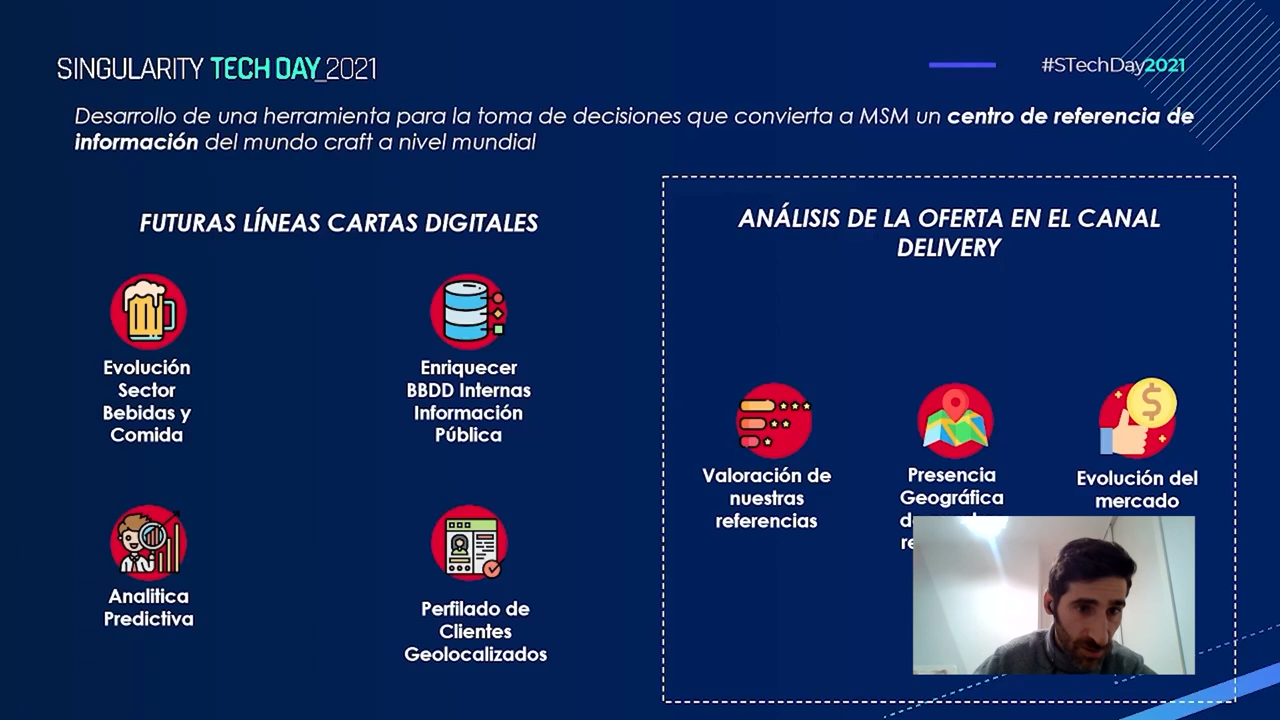 SINGULARITY TECH DAY_2021
#STechDay2021
Desarrollo de una herramienta para la toma de decisiones que convierta a MSM un centro de referencia de
información del mundo craft a nivel mundial
FUTURAS LÍNEAS CARTAS DIGITALES
Evolución
Sector
Bebidas y
Comida
Enriquecer
BBDD Internas
Información
Pública
Analitica
Predictiva
Perfilado de
Clientes
Geolocalizados
ANÁLISIS DE LA OFERTA EN EL CANAL
DELIVERY
Valoración de
nuestras
referencias
Presencia
Geográfica
Evolución del
mercado